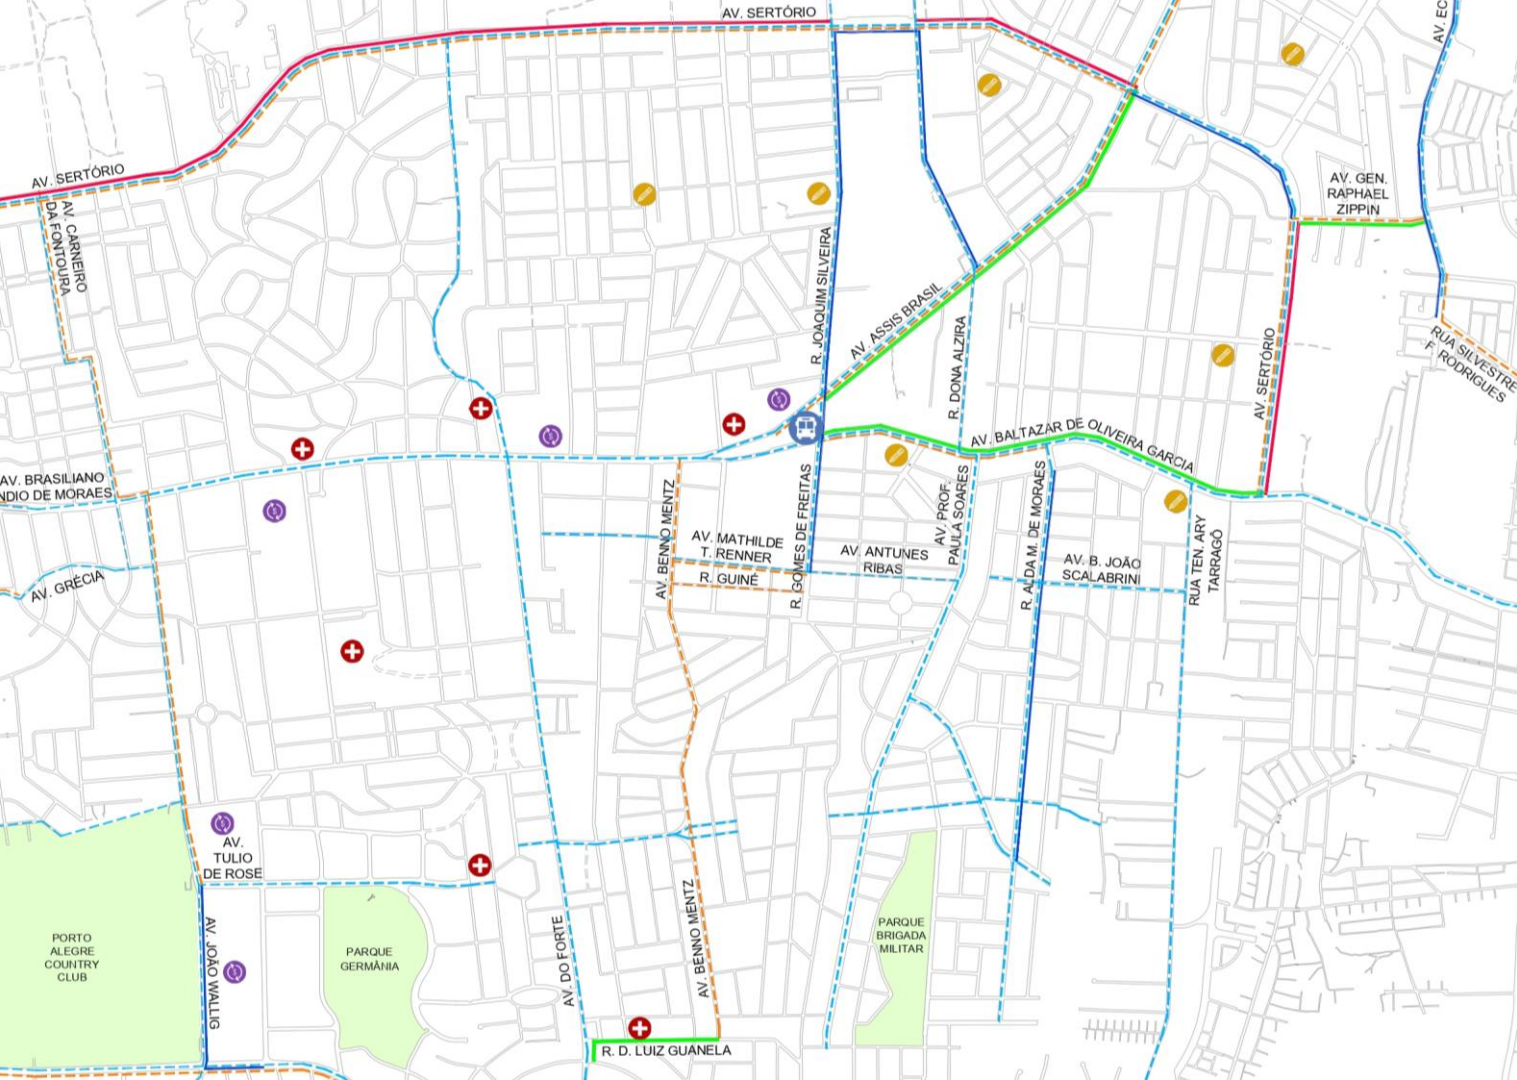 AV. SERTÓRIO
AV. EC
AV. SERTÓRIO
AV. CARNEIRO
DA FONTOURA
AV. GEN.
RAPHAEL
ZIPPIN
R. JOAQUIM SILVEIRA
AV. ASSIS BRASIL
R. DONA ALZIRA
AV. SERTÓRIO
RUA SILVESTRE
F. RODRIGUES
AV. BALTAZAR DE OLIVEIRA GARCIA
AV. BRASILIANO
NDIO DE MORAES
AV. BENNO MENTZ
R. GOMES DE FREITAS
AV. PROF.
PAULA SOARES
R. ALDA M. DE MORAES
AV. MATHILDE
T. RENNER
R. GUINÉ
AV. ANTUNES
RIBAS
AV. B. JOÃO
SCALABRINI
RUA TEN. ARY
TARRAGÔ
AV. GRÉCIA
AV.
TULIO
DE ROSE
AV. JOÃO WALLIG
PORTO
ALEGRE
COUNTRY
CLUB
PARQUE
GERMÂNIA
AV. DO FORTE
AV. BENNO MENTZ
PARQUE
BRIGADA
MILITAR
R. D. LUIZ GUANELA